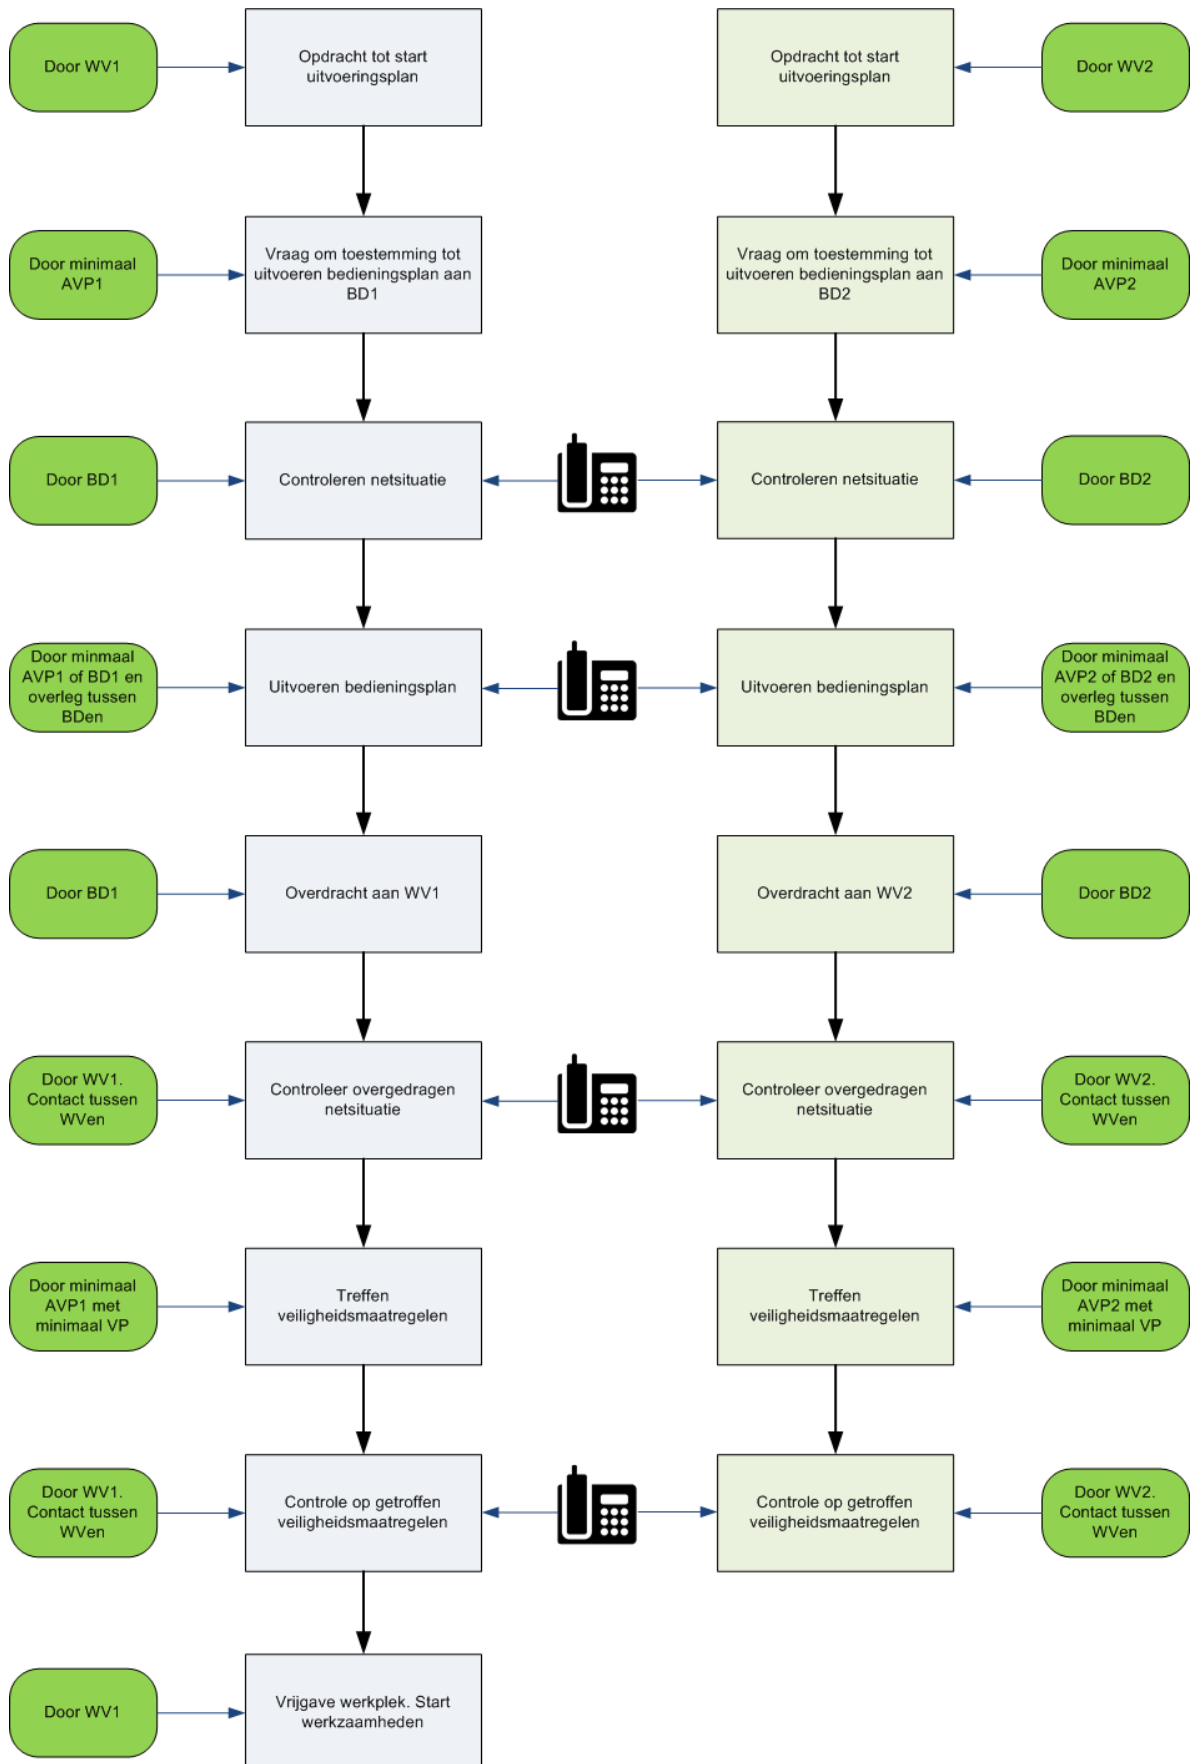 Door WV1
Opdracht tot start
uitvoeringsplan
Opdracht tot start
uitvoeringsplan
Door WV2
Door minimaal
AVP1
Vraag om toestemming tot
uitvoeren bedieningsplan aan
BD1
Vraag om toestemming tot
uitvoeren bedieningsplan aan
BD2
Door minimaal
AVP2
Door BD1
Controleren netsituatie
Controleren netsituatie
Door BD2
Door minmaal
AVP1 of BD1 en
overleg tussen
BDen
Uitvoeren bedieningsplan
Uitvoeren bedieningsplan
Door minimaal
AVP2 of BD2 en
overleg tussen
BDen
Door BD1
Overdracht aan WV1
Overdracht aan WV2
Door BD2
Door WV1.
Contact tussen
WVen
Controleer overgedragen
netsituatie
Controleer overgedragen
netsituatie
Door WV2.
Contact tussen
WVen
Door minimaal
AVP1 met
minimaal VP
Treffen
veiligheidsmaatregelen
Treffen
veiligheidsmaatregelen
Door minimaal
AVP2 met
minimaal VP
Door WV1.
Contact tussen
WVen
Controle op getroffen
veiligheidsmaatregelen
Controle op getroffen
veiligheidsmaatregelen
Door WV2.
Contact tussen
WVen
Door WV1
Vrijgave werkplek. Start
werkzaamheden